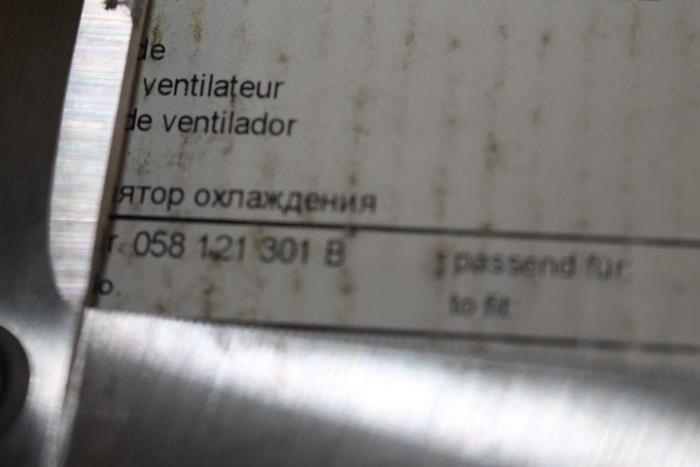 de
ventilateur
de ventilador
ятор охлаждения
r. 058 121 301 B passend für:
o. to fit: